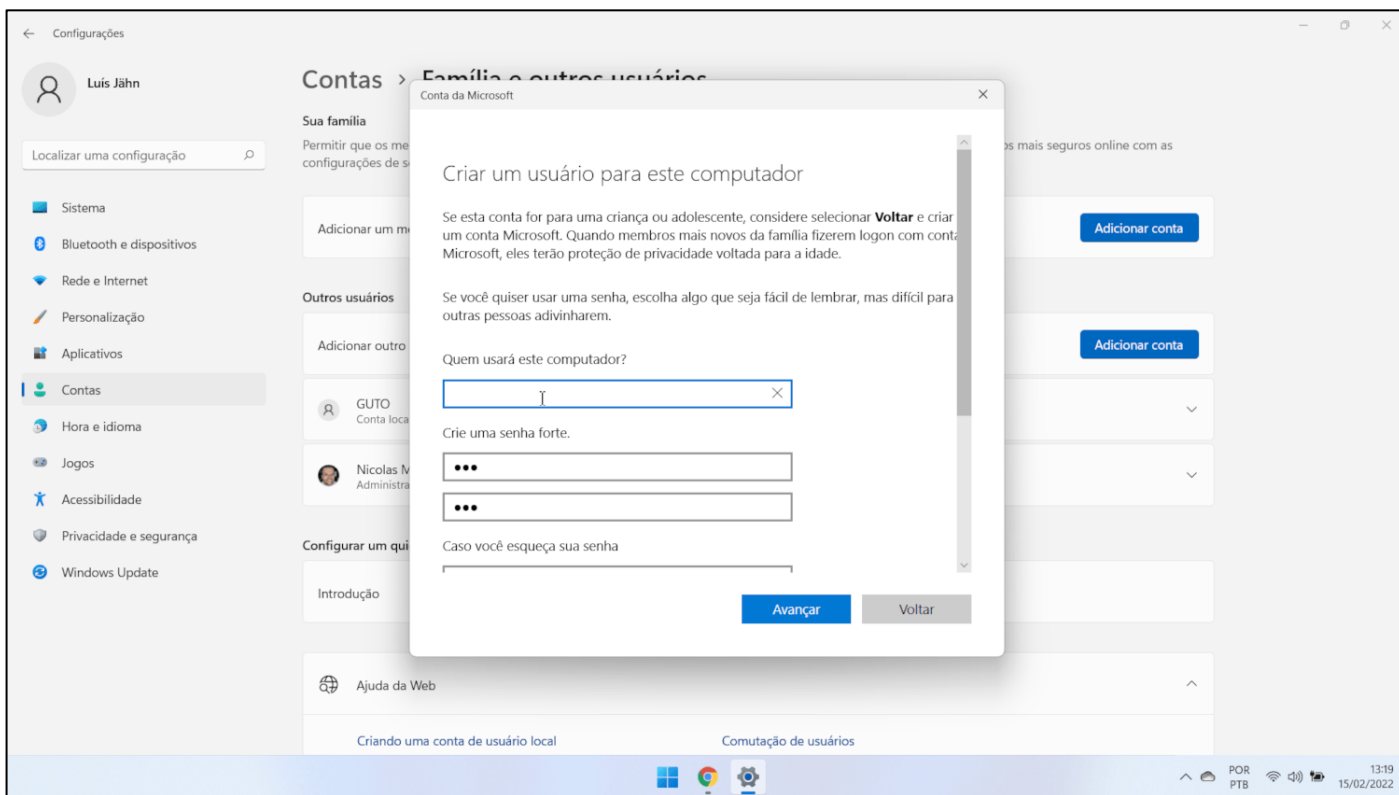 Configurações
Luís Jähn
Localizar uma configuração
Sistema
Bluetooth e dispositivos
Rede e Internet
Personalização
Aplicativos
Contas
Hora e idioma
Jogos
Acessibilidade
Privacidade e segurança
Windows Update
Contas > Família e outros usuários
Sua família
Permitir que os me
os mais seguros online com as
configurações de s
Adicionar um m
Adicionar conta
Outros usuários
Adicionar outro
Adicionar conta
GUTO
Conta loca
Nicolas M
Administra
Configurar um qui
Introdução
Ajuda da Web
Criando uma conta de usuário local
Comutação de usuários
Conta da Microsoft
Criar um usuário para este computador
Se esta conta for para uma criança ou adolescente, considere selecionar Voltar e criar
um conta Microsoft. Quando membros mais novos da família fizerem logon com conta
Microsoft, eles terão proteção de privacidade voltada para a idade.
Se você quiser usar uma senha, escolha algo que seja fácil de lembrar, mas difícil para
outras pessoas adivinharem.
Quem usará este computador?
Crie uma senha forte.
•••
•••
Caso você esqueça sua senha
Avançar
Voltar
POR
PTB
13:19
15/02/2022